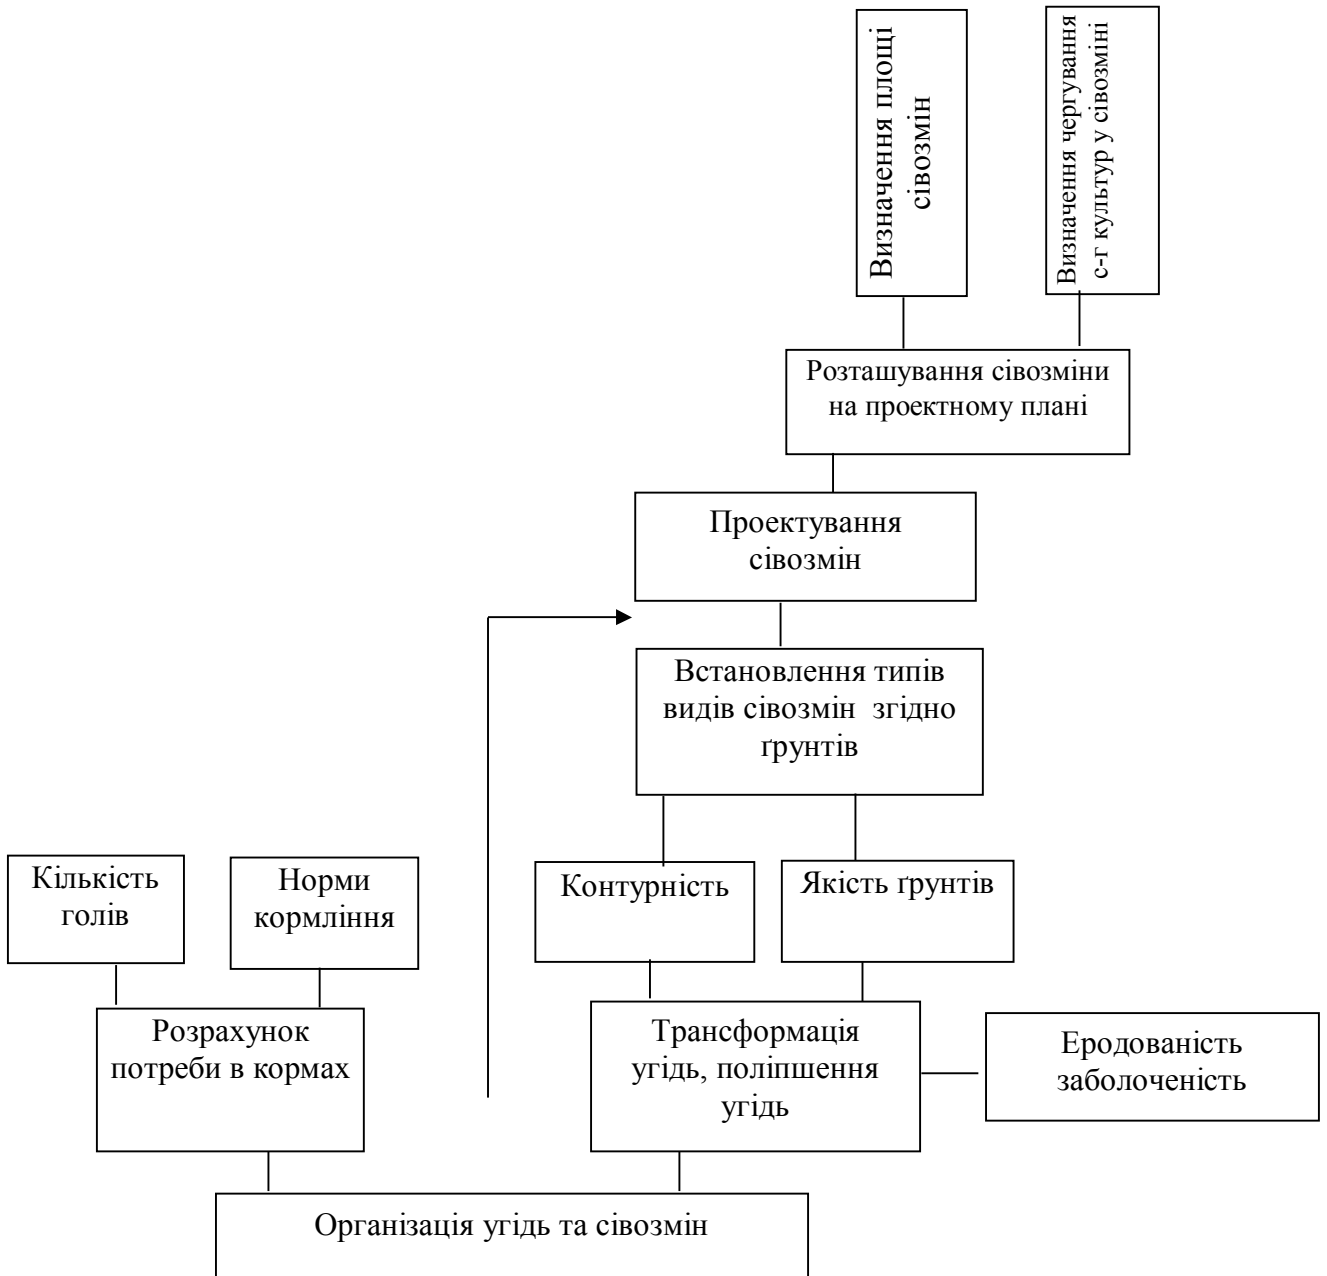 Визначення площі
сівозмін
Визначення чергування
с-г культур у сівозміні
Розташування сівозміни
на проектному плані
Проектування
сівозмін
Встановлення типів
видів сівозмін згідно
ґрунтів
Кількість
голів
Норми
кормління
Контурність
Якість ґрунтів
Розрахунок
потреби в кормах
Трансформація
угідь, поліпшення
угідь
Еродованість
заболоченість
Організація угідь та сівозмін